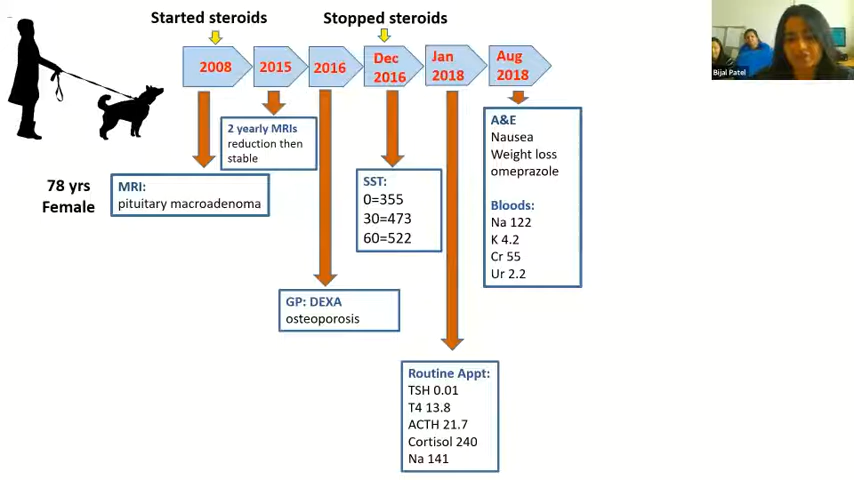 Started steroids
Stopped steroids
2008
2015
2016
Dec
2016
Jan
2018
Aug
2018
2 yearly MRIs
reduction then
stable
78 yrs
Female
MRI:
pituitary macroadenoma
SST:
0=355
30=473
60=522
A&E
Nausea
Weight loss
omeprazole
Bloods:
Na 122
K 4.2
Cr 55
Ur 2.2
GP: DEXA
osteoporosis
Routine Appt:
TSH 0.01
T4 13.8
ACTH 21.7
Cortisol 240
Na 141
Bijal Patel